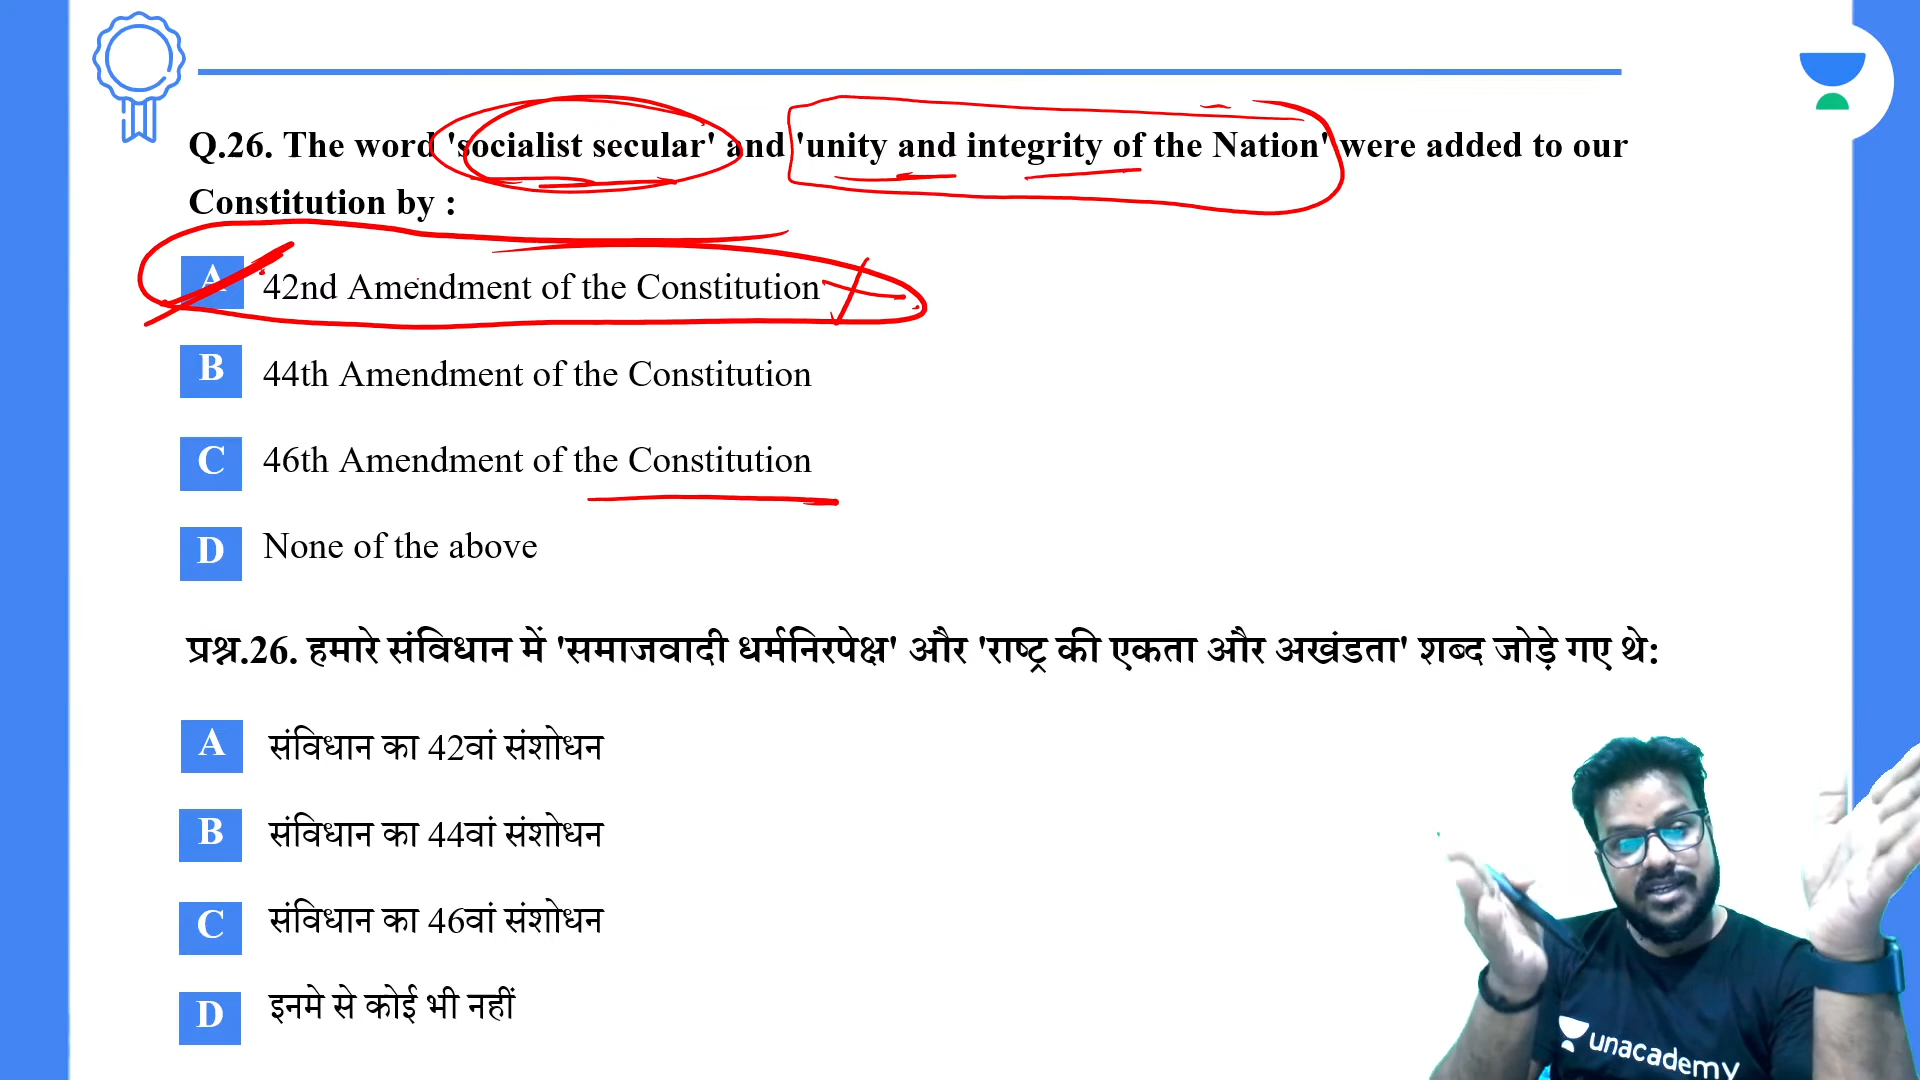 Q.26. The word 'socialist secular' and 'unity and integrity of the Nation' were added to our
Constitution by :
A 42nd Amendment of the Constitution
B 44th Amendment of the Constitution
C 46th Amendment of the Constitution
D None of the above
प्रश्न.26. हमारे संविधान में 'समाजवादी धर्मनिरपेक्ष' और 'राष्ट्र की एकता और अखंडता' शब्द जोड़े गए थे:
A संविधान का 42वां संशोधन
B संविधान का 44वां संशोधन
C संविधान का 46वां संशोधन
D इनमे से कोई भी नहीं
unacademy